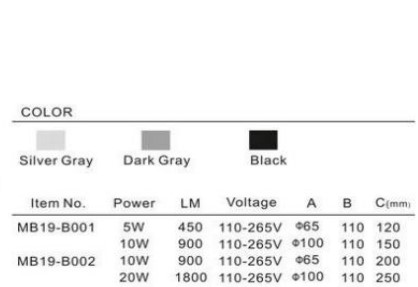 COLOR
Silver Gray Dark Gray Black
Item No. Power LM Voltage A B C(mm)
MB19-B001 5W 450 110-265V Φ65 110 120
10W 900 110-265V Φ100 110 150
MB19-B002 10W 900 110-265V Φ65 110 200
20W 1800 110-265V Φ100 110 250